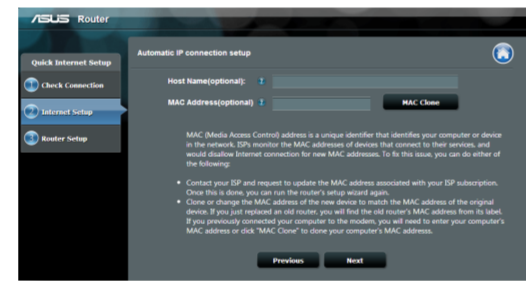 ASUS Router
Quick Internet Setup
1 Check Connection
2 Internet Setup
3 Router Setup
Automatic IP connection setup
Host Name(optional):
MAC Address(optional)
MAC Clone
MAC (Media Access Control) address is a unique identifier that identifies your computer or device
in the network. ISPs monitor the MAC addresses of devices that connect to their services, and
would disallow Internet connection for new MAC addresses. To fix this issue, you can do either of
the following:
• Contact your ISP and request to update the MAC address associated with your ISP subscription.
Once this is done, you can run the router's setup wizard again.
• Clone or change the MAC address of the new device to match the MAC address of the original
device. If you just replaced an old router, you will find the old router's MAC address from its label.
If you previously connected your computer to the modem, you will need to enter your computer's
MAC address or click "MAC Clone" to clone your computer's MAC addresss.
Previous
Next